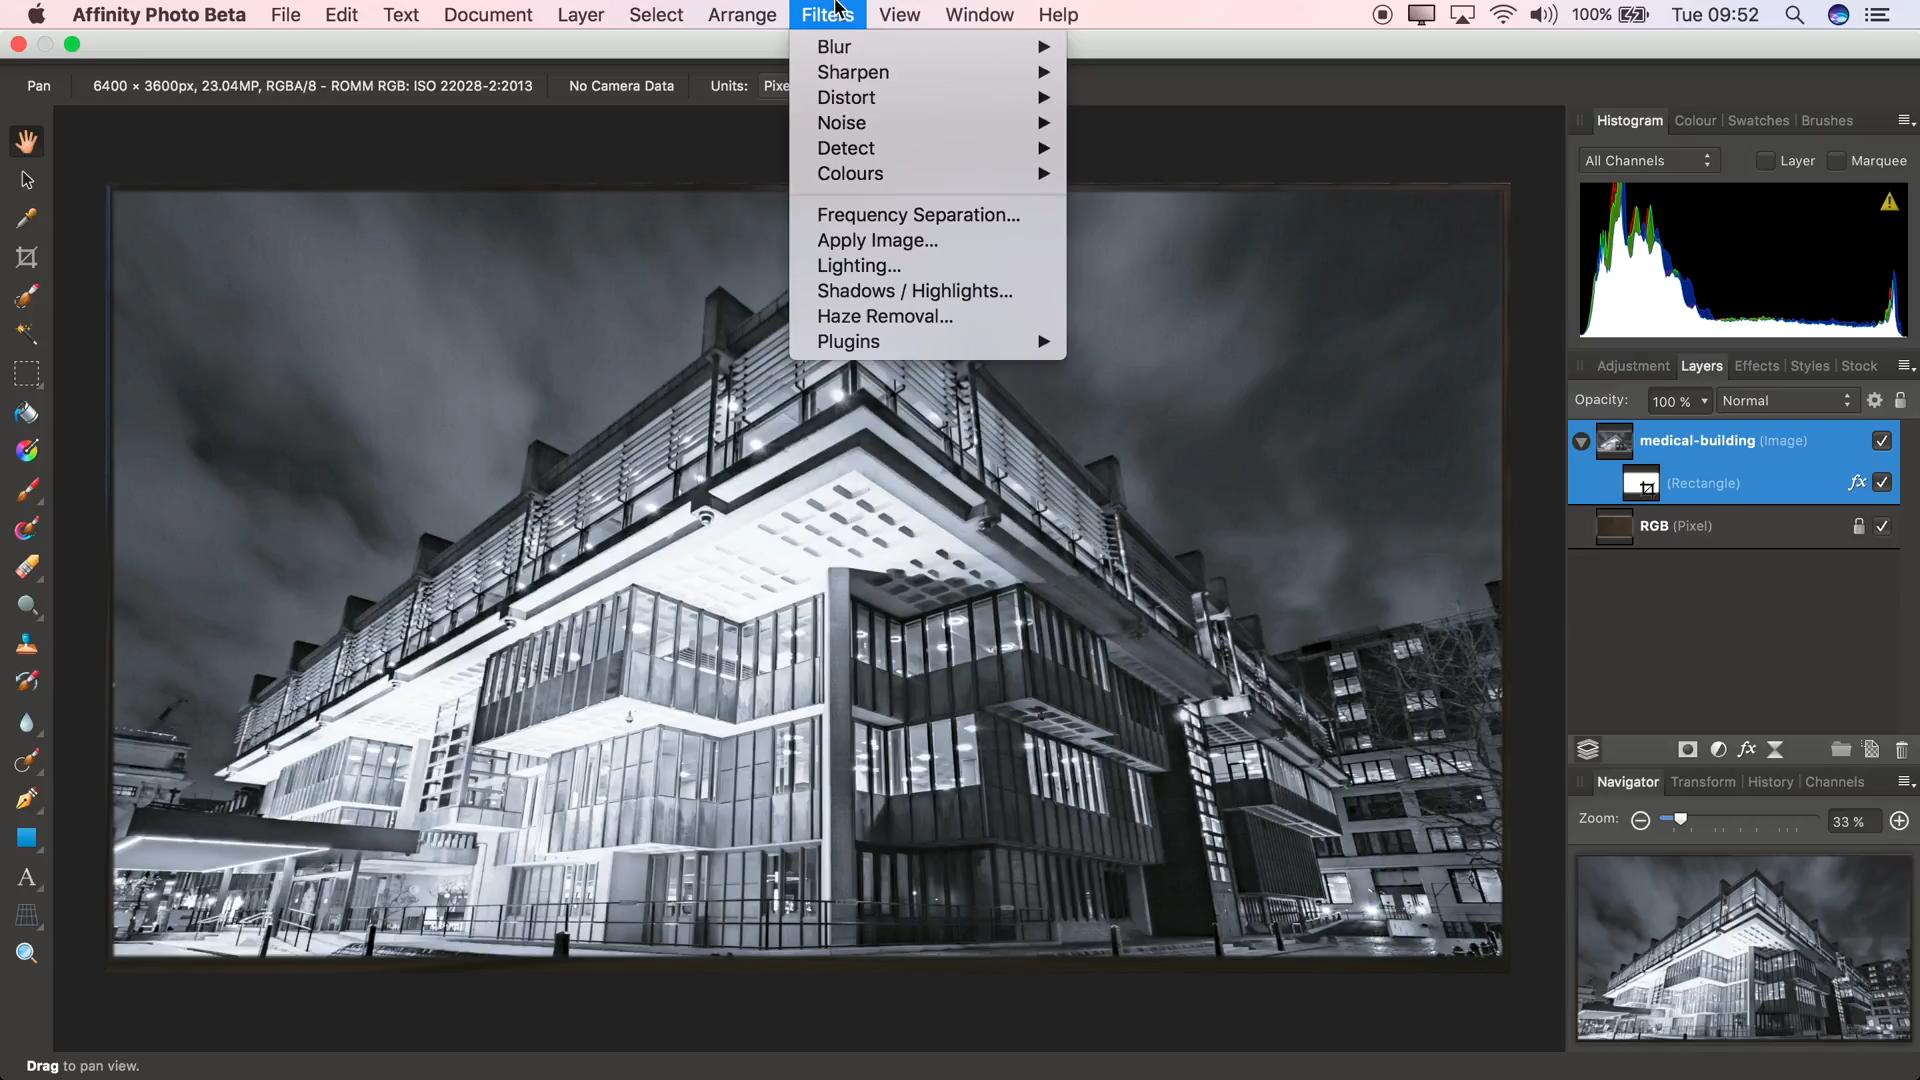 Affinity Photo Beta File Edit Text Document Layer Select Arrange Filters View Window Help 100% Tue 09:52
Pan 6400 × 3600px, 23.04MP, RGBA/8 - ROMM RGB: ISO 22028-2:2013 No Camera Data Units: Pixe
Blur
Sharpen
Distort
Noise
Detect
Colours
Frequency Separation...
Apply Image...
Lighting...
Shadows / Highlights...
Haze Removal...
Plugins
Histogram Colour Swatches Brushes
All Channels Layer Marquee
Adjustment Layers Effects Styles Stock
Opacity: 100 % Normal
medical-building (Image)
(Rectangle) fx
RGB (Pixel)
fx
Navigator Transform History Channels
Zoom: 33 %
A
Drag to pan view.